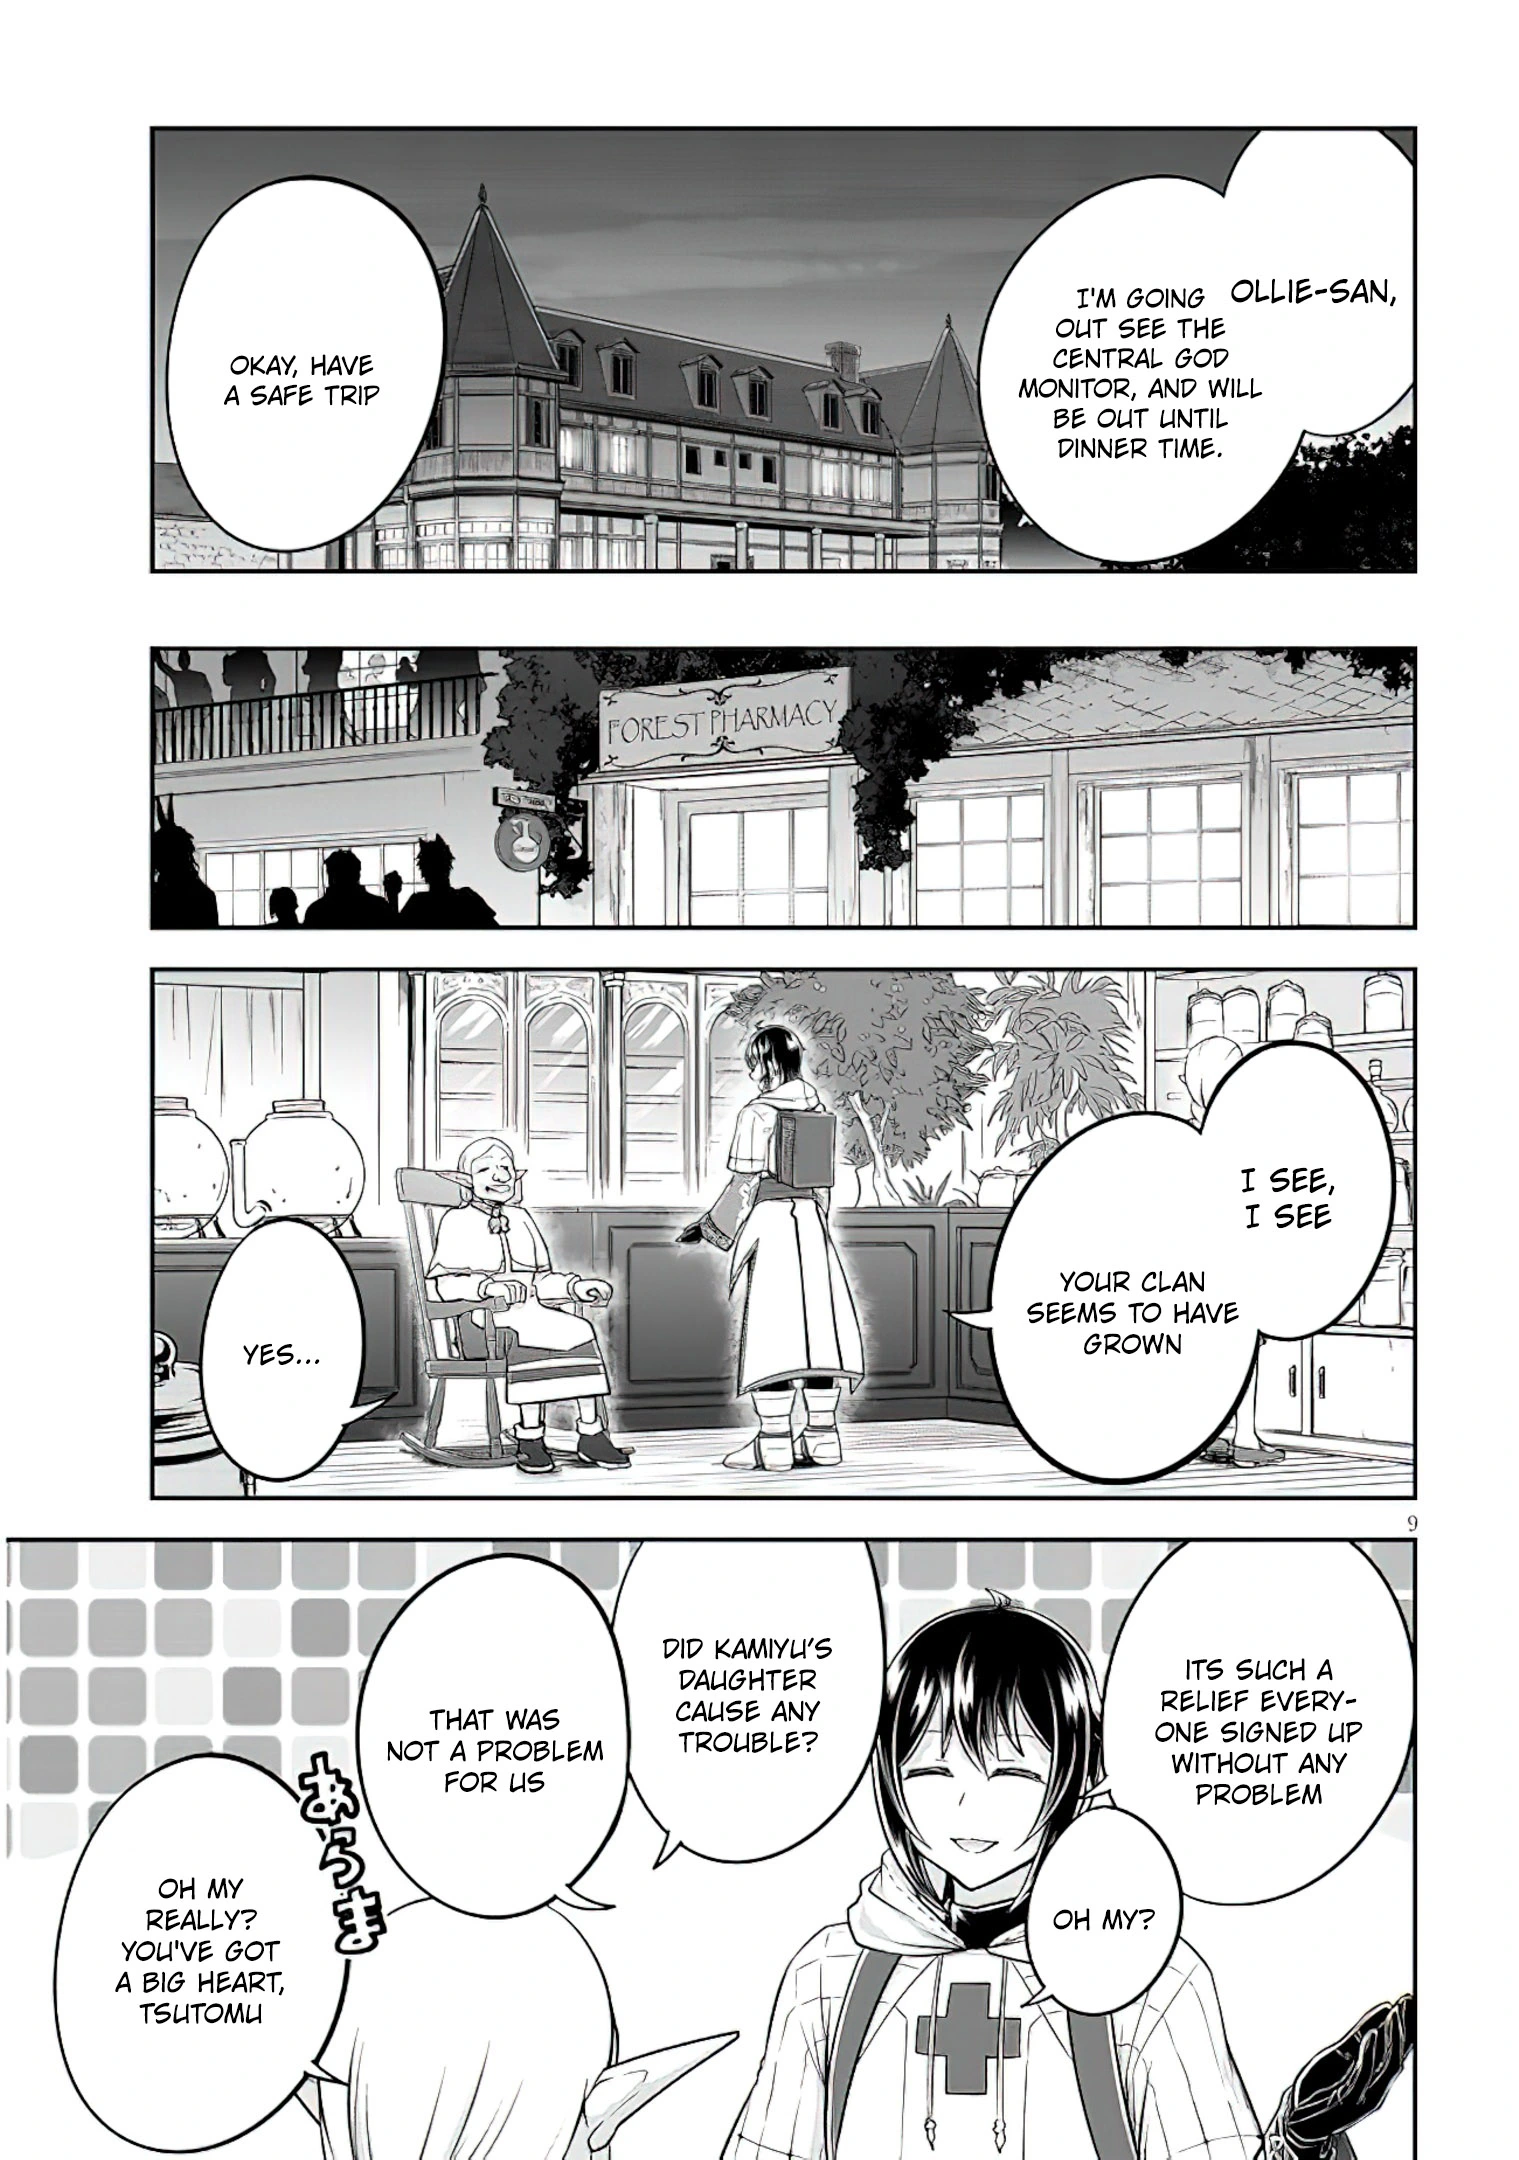 OLLIE-SAN,
I'M GOING
OUT SEE THE
CENTRAL GOD
MONITOR, AND WILL
BE OUT UNTIL
DINNER TIME.
OKAY, HAVE
A SAFE TRIP
FOREST PHARMACY
I SEE,
I SEE
YOUR CLAN
SEEMS TO HAVE
GROWN
YES...
9
ITS SUCH A
RELIEF EVERY-
ONE SIGNED UP
WITHOUT ANY
PROBLEM
OH MY?
DID KAMIYU'S
DAUGHTER
CAUSE ANY
TROUBLE?
THAT WAS
NOT A PROBLEM
FOR US
あらま
OH MY
REALLY?
YOU'VE GOT
A BIG HEART,
TSUTOMU